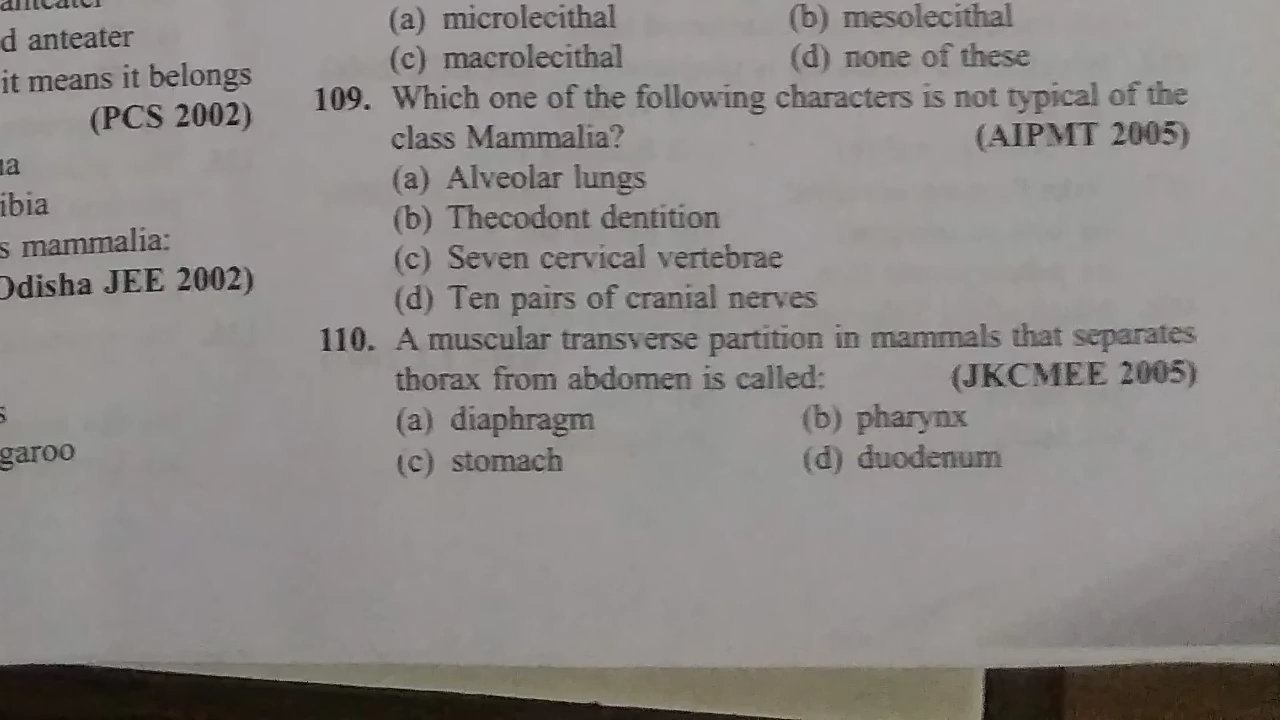 d anteater
it means it belongs
(PCS 2002)
ibia
s mammalia:
Odisha JEE 2002)
garoo
(a) microlecithal (b) mesolecithal
(c) macrolecithal (d) none of these
109. Which one of the following characters is not typical of the
class Mammalia? (AIPMT 2005)
(a) Alveolar lungs
(b) Thecodont dentition
(c) Seven cervical vertebrae
(d) Ten pairs of cranial nerves
110. A muscular transverse partition in mammals that separates
thorax from abdomen is called: (JKCMEE 2005)
(a) diaphragm (b) pharynx
(c) stomach (d) duodenum